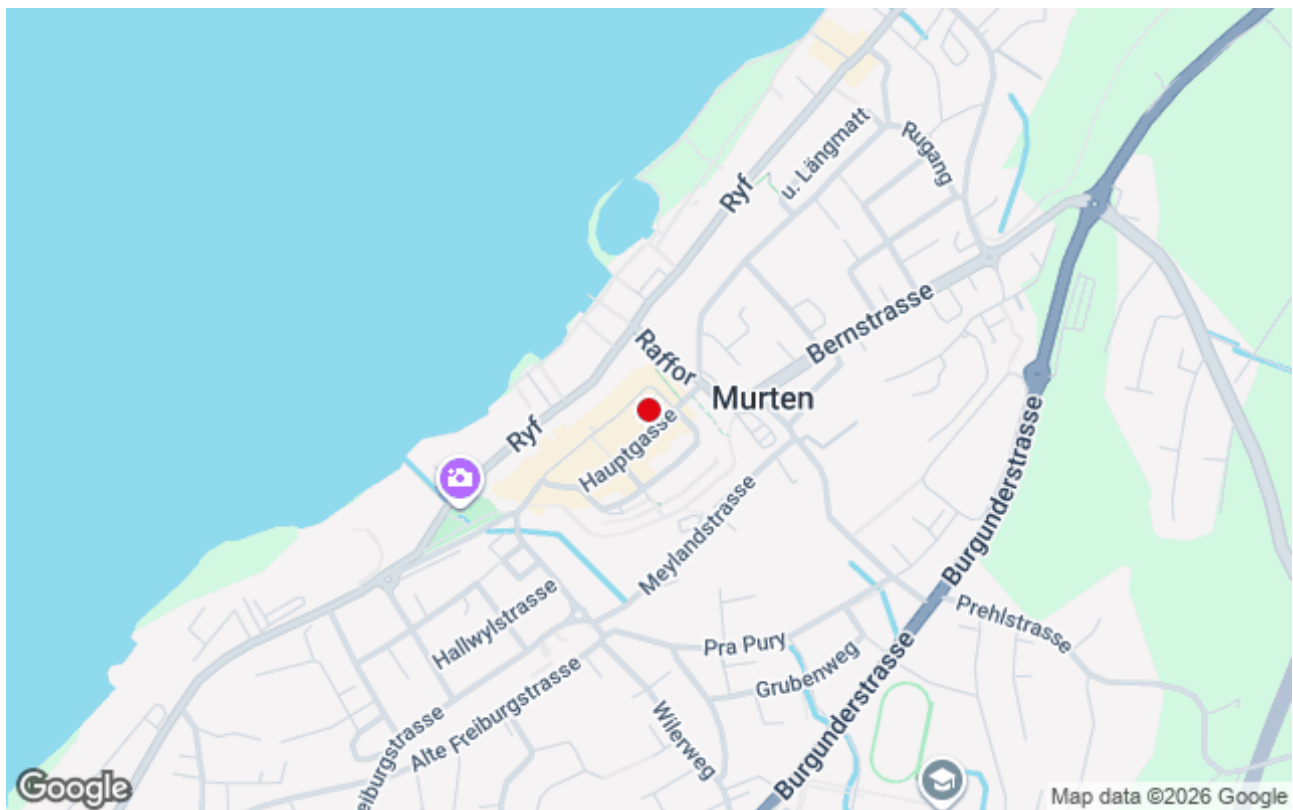 Rugang
u. Längmatt
Ryf
Bernstrasse
Raffor
Murten
Ryf
Hauptgasse
Burgunderstrasse
Meylandstrasse
Prehlstrasse
Hallwylstrasse
Pra Pury
Grubenweg
Alte Freiburgstrasse
Burgunderstrasse
Wilerweg
eiburgstrasse
Google
Map data ©2026 Google